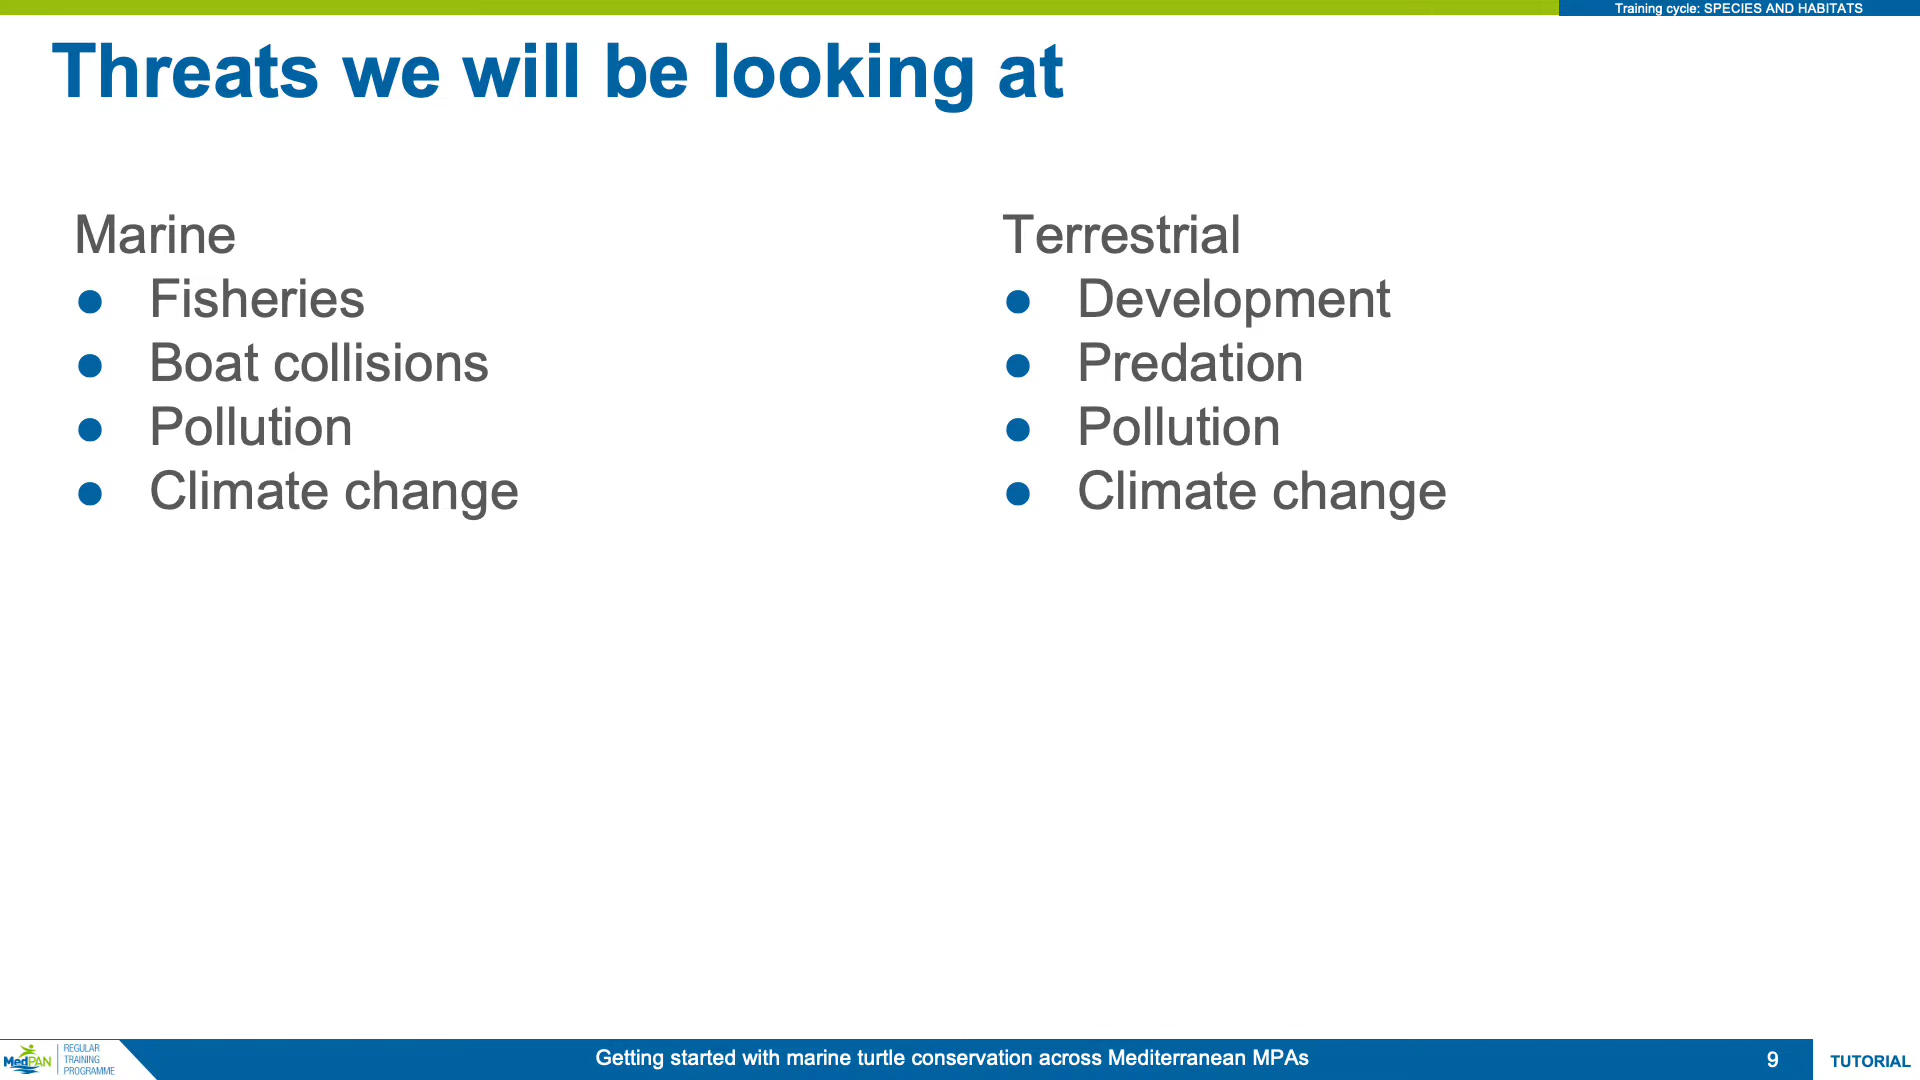 Training cycle: SPECIES AND HABITATS
Threats we will be looking at
Marine
● Fisheries
● Boat collisions
● Pollution
● Climate change
Terrestrial
● Development
● Predation
● Pollution
● Climate change
MedPAN
REGULAR
TRAINING
PROGRAMME
Getting started with marine turtle conservation across Mediterranean MPAs
9
TUTORIAL